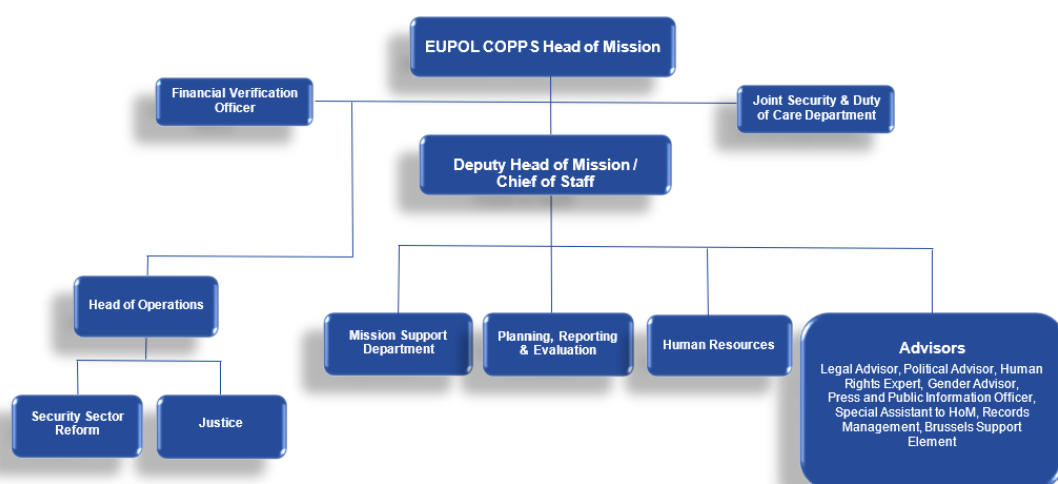 EUPOL COPPS Head of Mission
Financial Verification
Officer
Joint Security & Duty
of Care Department
Deputy Head of Mission /
Chief of Staff
Head of Operations
Mission Support
Department
Planning, Reporting
& Evaluation
Human Resources
Advisors
Legal Advisor, Political Advisor, Human
Rights Expert, Gender Advisor,
Press and Public Information Officer,
Special Assistant to HoM, Records
Management, Brussels Support
Element
Security Sector
Reform
Justice